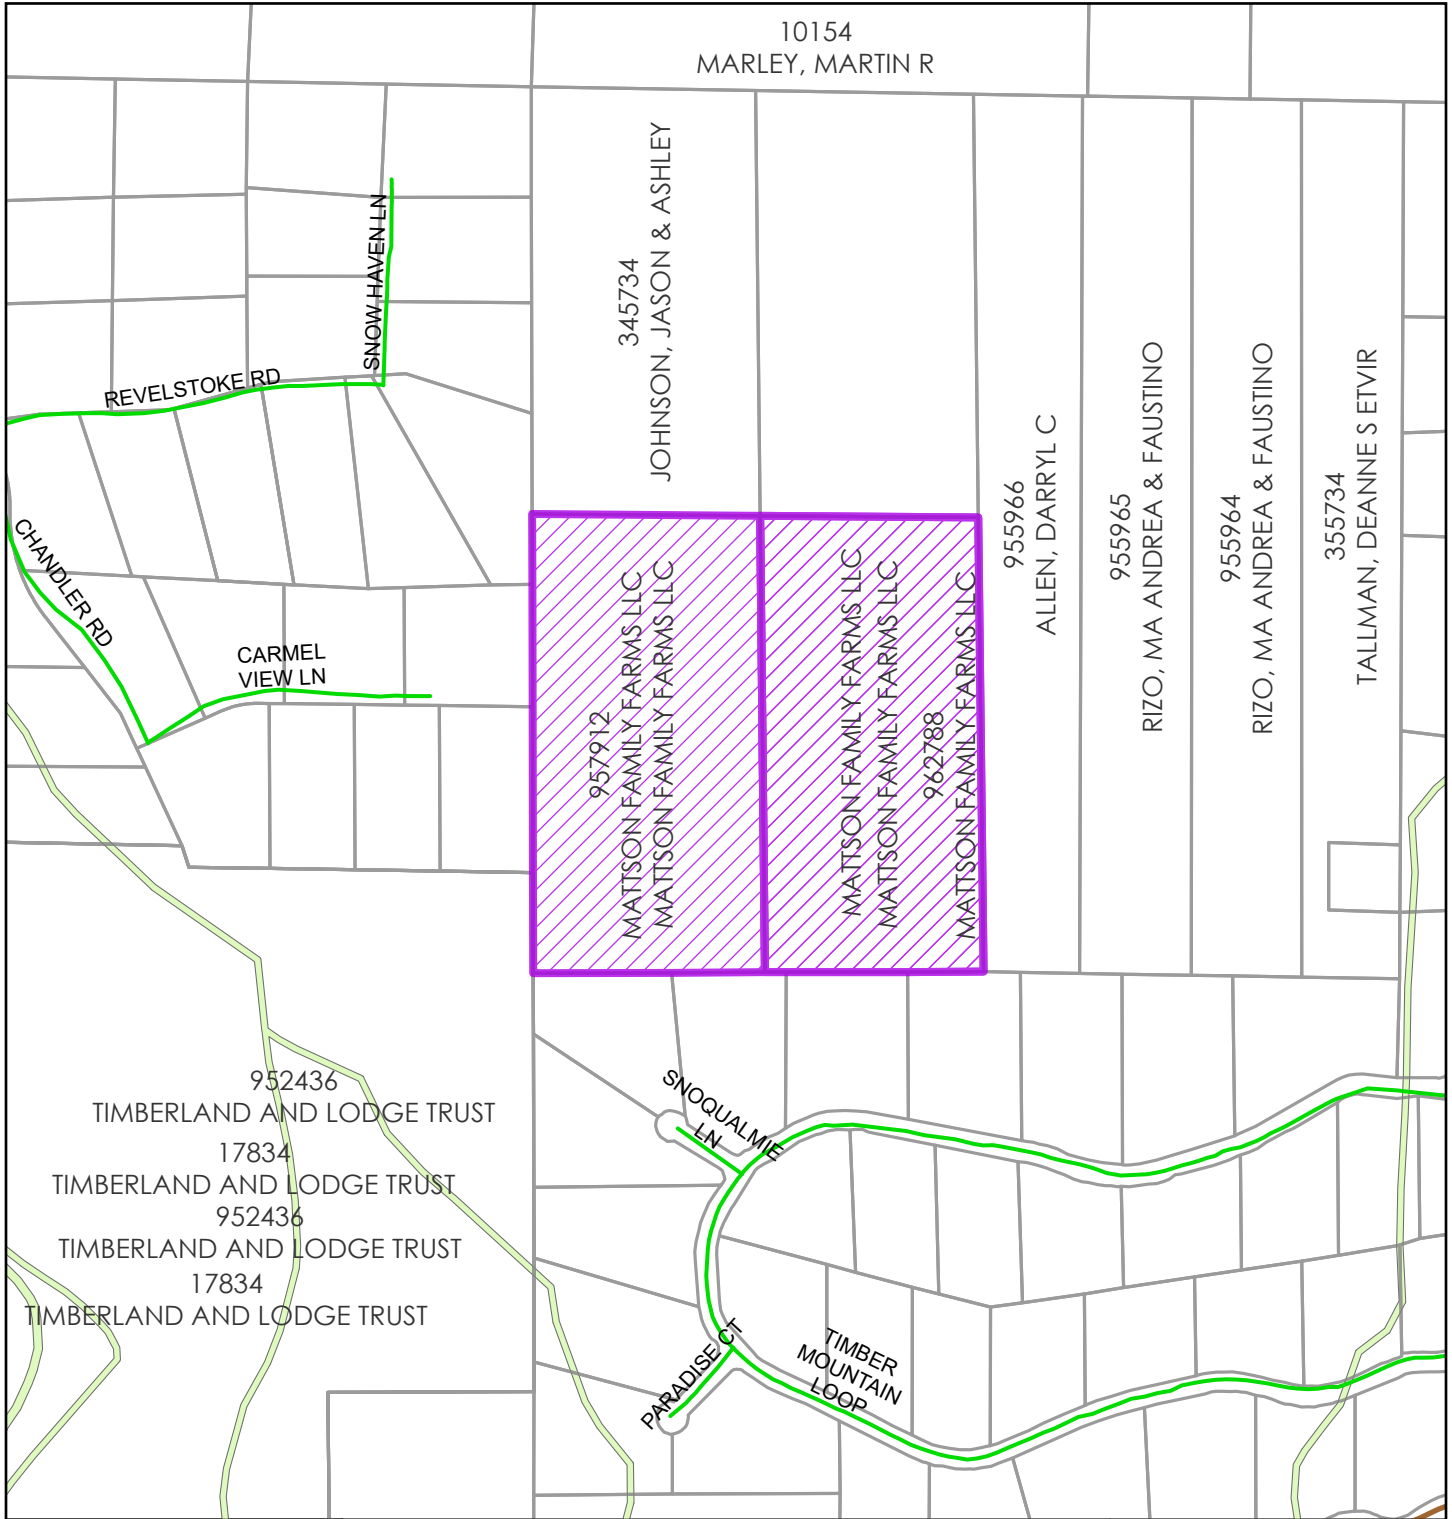 10154
MARLEY, MARTIN R
345734
JOHNSON, JASON & ASHLEY
SNOW HAVEN LN
REVELSTOKE RD
CHANDLER RD
CARMEL
VIEW LN
957912
MATTSON FAMILY FARMS LLC
MATTSON FAMILY FARMS LLC
MATTSON FAMILY FARMS LLC
MATTSON FAMILY FARMS LLC
962788
MATTSON FAMILY FARMS LLC
955966
ALLEN, DARRYL C
955965
RIZO, MA ANDREA & FAUSTINO
955964
RIZO, MA ANDREA & FAUSTINO
355734
TALLMAN, DEANNE S ETVIR
952436
TIMBERLAND AND LODGE TRUST
17834
TIMBERLAND AND LODGE TRUST
952436
TIMBERLAND AND LODGE TRUST
17834
TIMBERLAND AND LODGE TRUST
SNOQUALMIE
LN
PARADISE CT
TIMBER
MOUNTAIN
LOOP